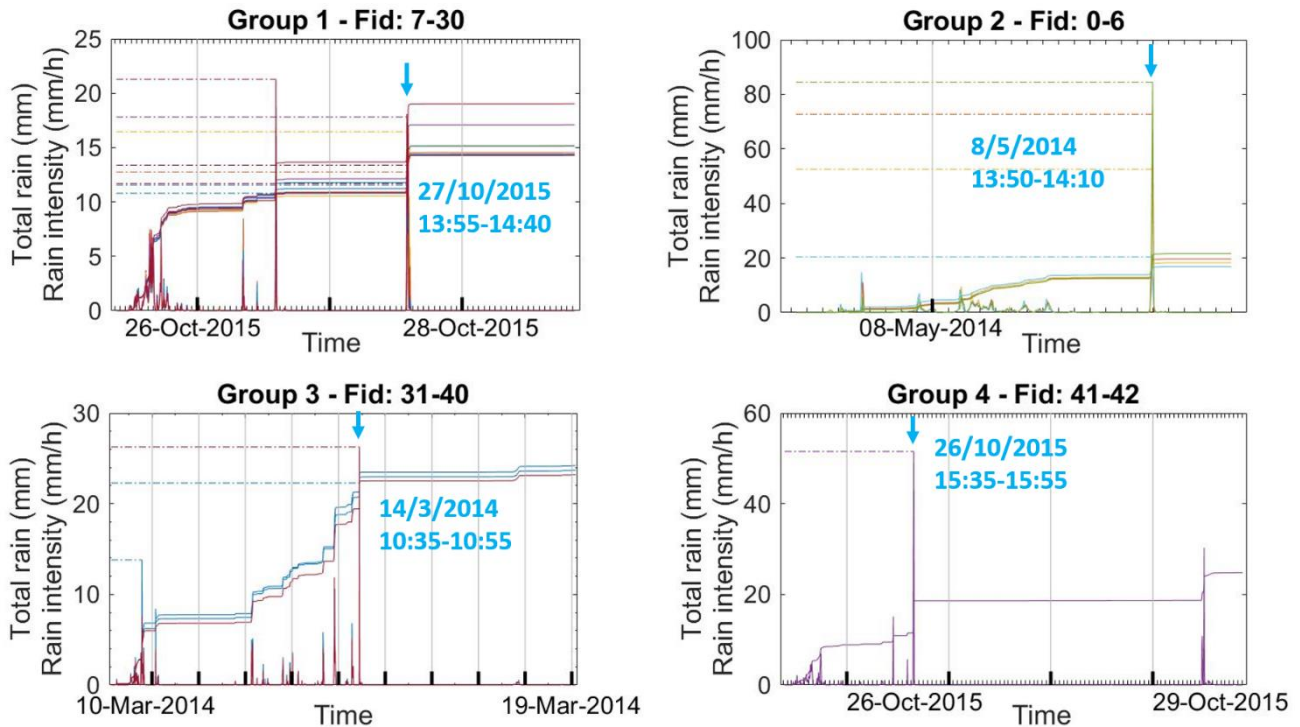 Group 1 - Fid: 7-30
Total rain (mm)
Rain intensity (mm/h)
25
20
15
10
5
0
27/10/2015
13:55-14:40
26-Oct-2015
28-Oct-2015
Time
Group 2 - Fid: 0-6
Total rain (mm)
Rain intensity (mm/h)
100
80
60
40
20
0
8/5/2014
13:50-14:10
08-May-2014
Time
Group 3 - Fid: 31-40
Total rain (mm)
Rain intensity (mm/h)
30
20
10
0
14/3/2014
10:35-10:55
10-Mar-2014
19-Mar-2014
Time
Group 4 - Fid: 41-42
Total rain (mm)
Rain intensity (mm/h)
60
40
20
0
26/10/2015
15:35-15:55
26-Oct-2015
29-Oct-2015
Time